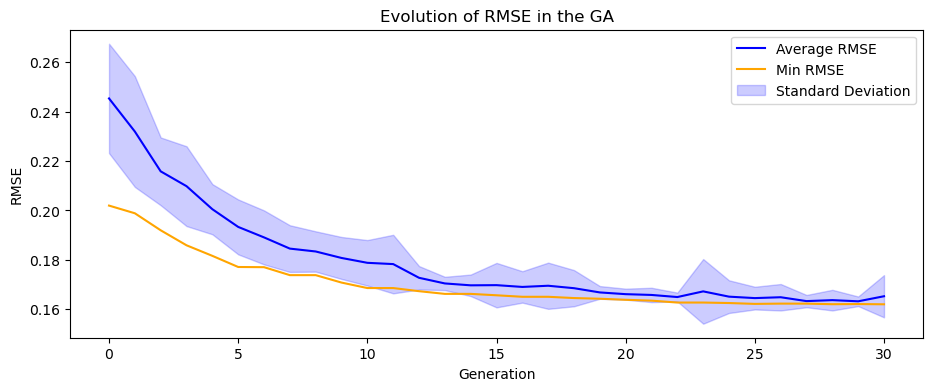 Evolution of RMSE in the GA
Average RMSE
Min RMSE
Standard Deviation
RMSE
0.26
0.24
0.22
0.20
0.18
0.16
0 5 10 15 20 25 30
Generation